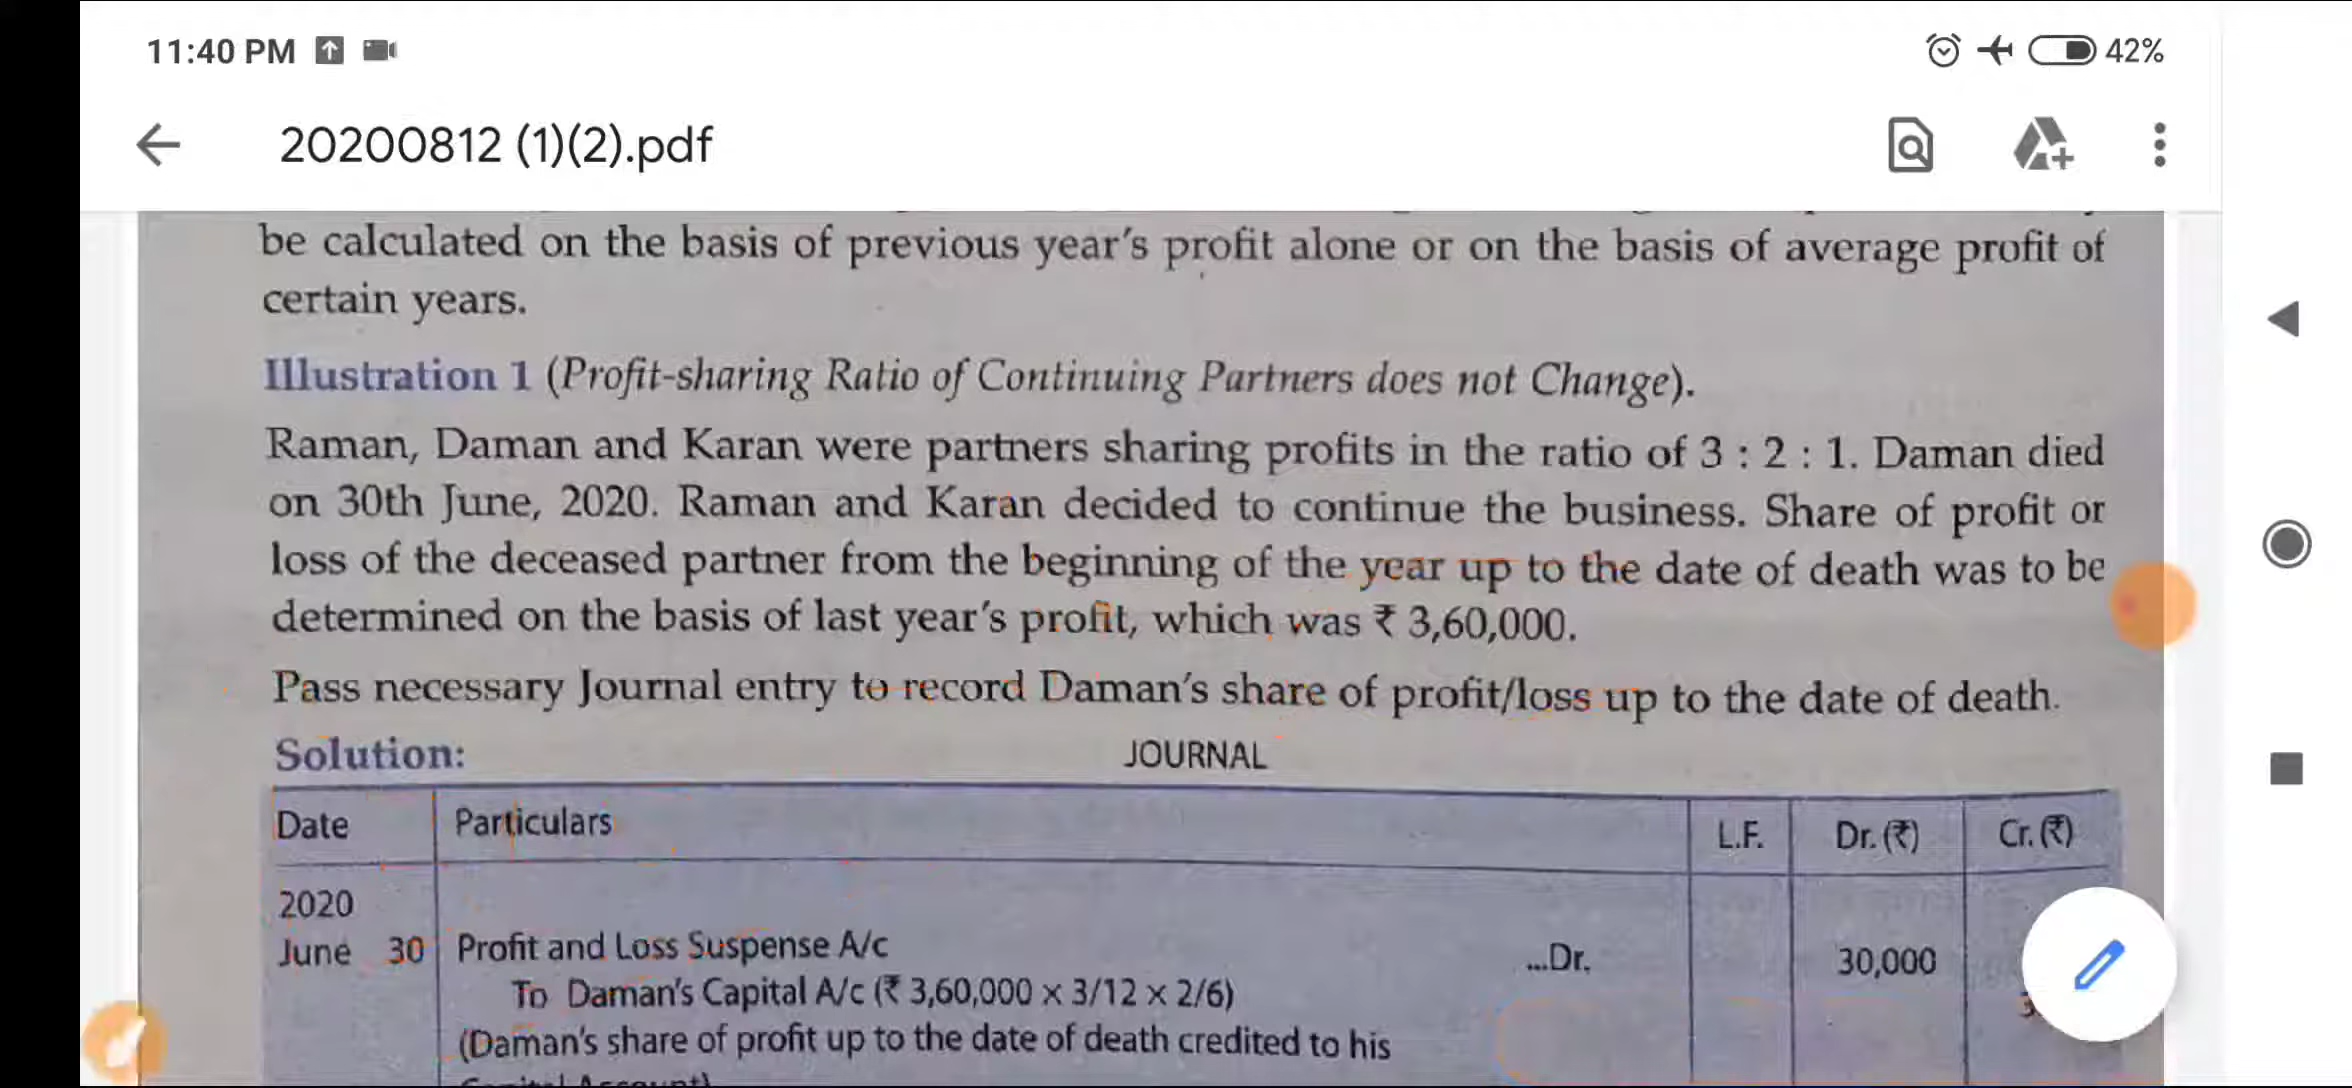 11:40 PM 42%
20200812 (1)(2).pdf
be calculated on the basis of previous year's profit alone or on the basis of average profit of
certain years.
Illustration 1 (Profit-sharing Ratio of Continuing Partners does not Change).
Raman, Daman and Karan were partners sharing profits in the ratio of 3 : 2 : 1. Daman died
on 30th June, 2020. Raman and Karan decided to continue the business. Share of profit or
loss of the deceased partner from the beginning of the year up to the date of death was to be
determined on the basis of last year's profit, which was ₹ 3,60,000.
Pass necessary Journal entry to record Daman's share of profit/loss up to the date of death.
Solution: JOURNAL
Date Particulars L.F. Dr. (₹) Cr. (₹)
2020
June 30 Profit and Loss Suspense A/c ...Dr. 30,000
To Daman's Capital A/c (₹ 3,60,000 × 3/12 × 2/6)
(Daman's share of profit up to the date of death credited to his